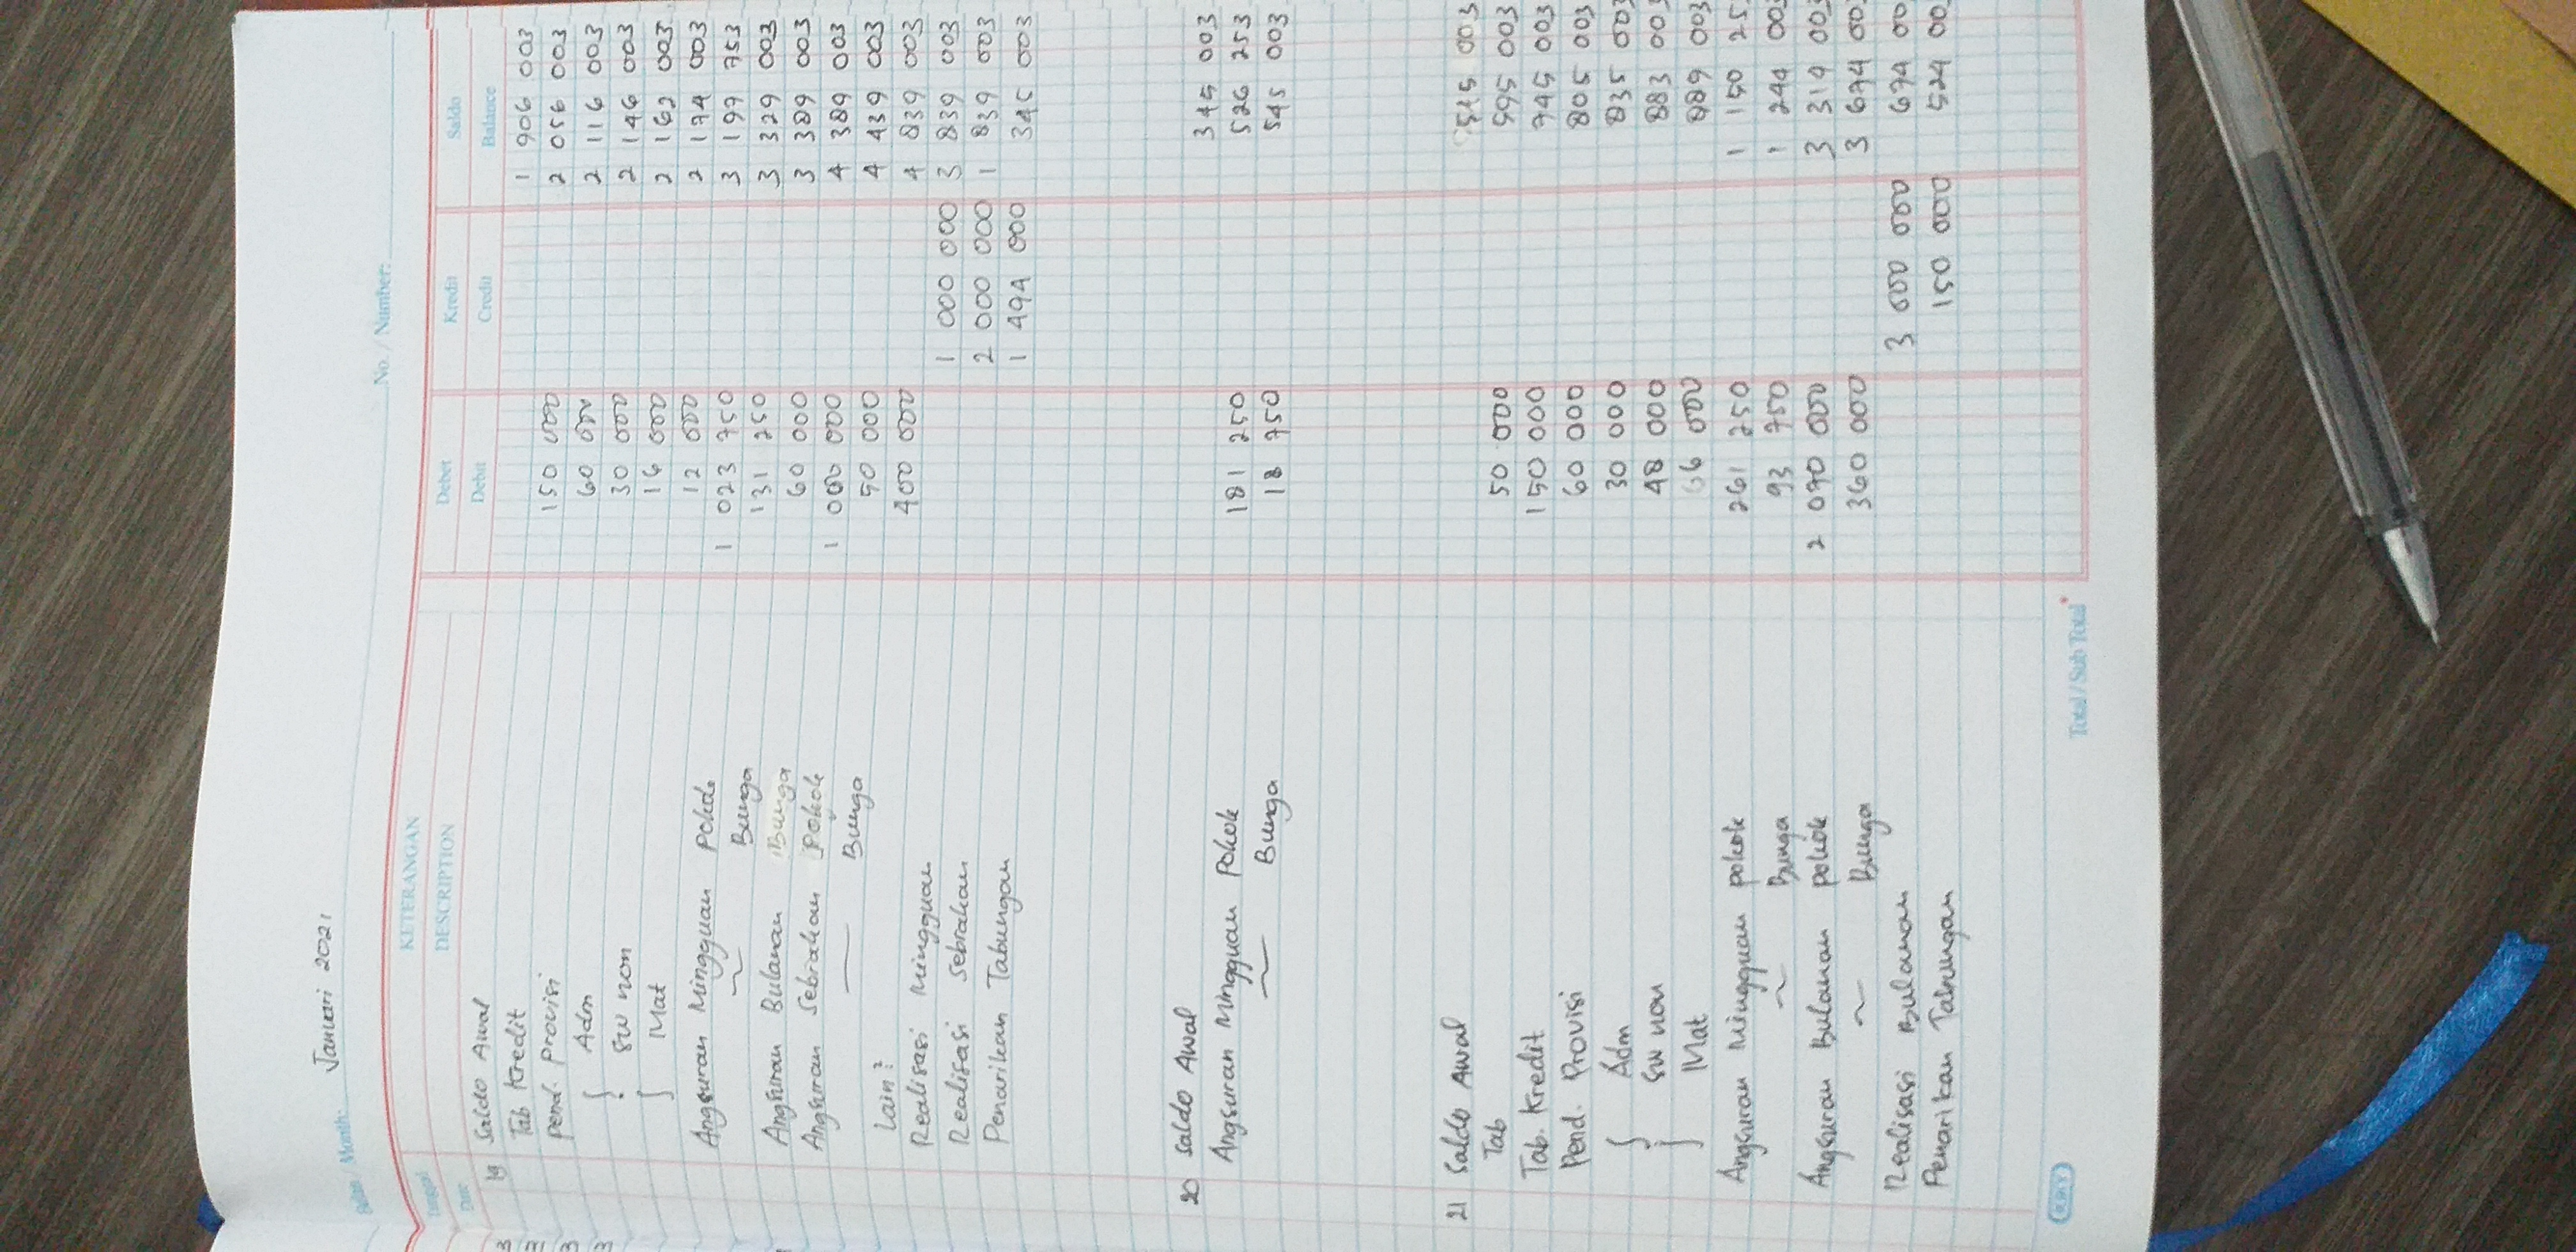 Januari 2021
Bulan / Month:
No. / Number:
Tanggal KETERANGAN Debet Kredit Saldo
Date DESCRIPTION Debit Credit Balance
19 Saldo Awal 1 906 003
Tab Kredit 150 000 2 056 003
pend. Provisi 60 000 2 116 003
Adm 30 000 2 146 003
SW non 16 000 2 162 003
Mat 12 000 2 174 003
Angsuran Mingguan Pokok 1 023 750 3 197 753
~ Bunga 131 250 3 329 003
Angsuran Bulanan Bunga 60 000 3 389 003
Angsuran Sebrakan Pokok 1 000 000 4 389 003
— Bunga 50 000 4 439 003
Lain² 400 000 4 839 003
Realisasi Mingguan 1 000 000 3 839 003
Realisasi Sebrakan 2 000 000 1 839 003
Penarikan Tabungan 1 494 000 345 003
20 Saldo Awal 345 003
Angsuran Mingguan Pokok 181 250 526 253
~ Bunga 18 750 545 003
21 Saldo Awal 545 003
Tab 50 000 595 003
Tab. Kredit 150 000 745 003
Pend. Provisi 60 000 805 003
Adm 30 000 835 003
SW non 48 000 883 003
Mat 6 000 889 003
Angsuran Mingguan pokok 261 250 1 150 25
~ Bunga 93 750 1 244 003
Angsuran Bulanan pokok 2 070 000 3 314 003
~ Bunga 360 000 3 674 00
Realisasi Bulanan 3 000 000 674 00
Penarikan Tabungan 150 000 524 00
Total / Sub Total